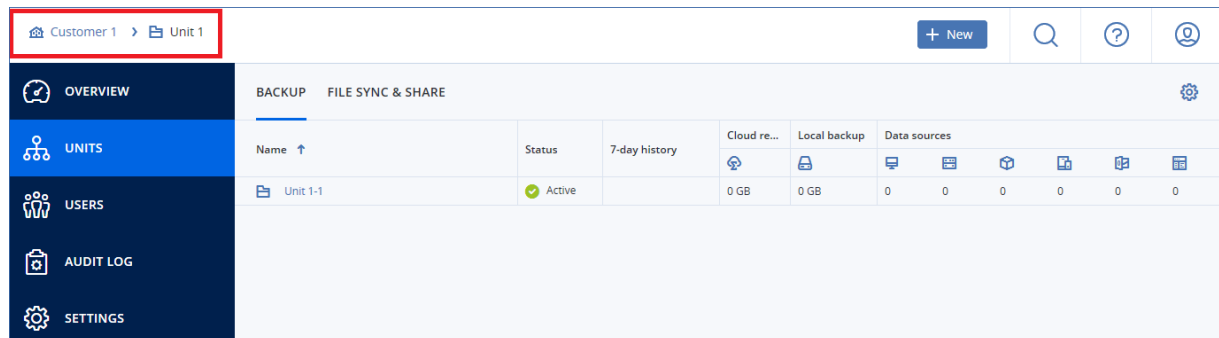 Customer 1 > Unit 1
+ New
OVERVIEW
UNITS
USERS
AUDIT LOG
SETTINGS
BACKUP FILE SYNC & SHARE
Name ↑ Status 7-day history Cloud re... Local backup Data sources
Unit 1-1 Active 0 GB 0 GB 0 0 0 0 0 0